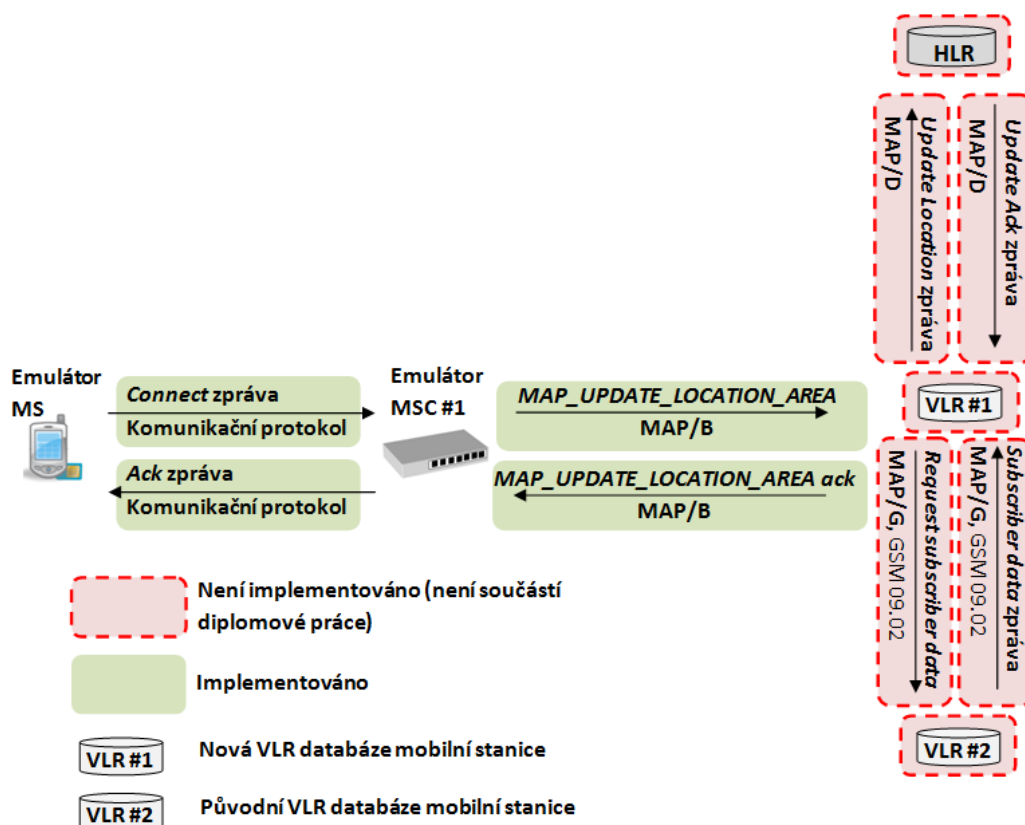 HLR
Update Location zpráva
MAP/D
Update Ack zpráva
MAP/D
Emulátor
MS
Connect zpráva
Komunikační protokol
Ack zpráva
Komunikační protokol
Emulátor
MSC #1
MAP_UPDATE_LOCATION_AREA
MAP/B
MAP_UPDATE_LOCATION_AREA ack
MAP/B
VLR #1
Request subscriber data
MAP/G, GSM 09.02
Subscriber data zpráva
MAP/G, GSM 09.02
VLR #2
Není implementováno (není součástí
diplomové práce)
Implementováno
VLR #1
Nová VLR databáze mobilní stanice
VLR #2
Původní VLR databáze mobilní stanice